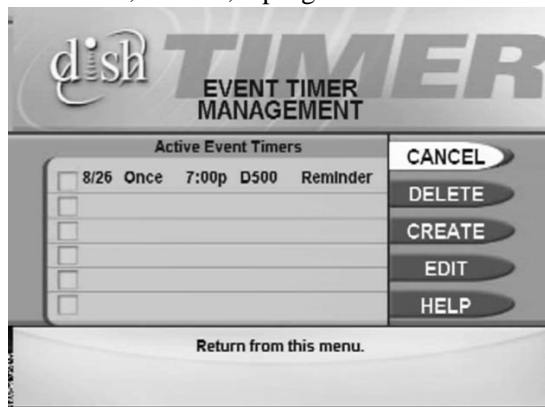 dish
TIMER
EVENT TIMER
MANAGEMENT
Active Event Timers
8/26 Once 7:00p D500 Reminder
CANCEL
DELETE
CREATE
EDIT
HELP
Return from this menu.